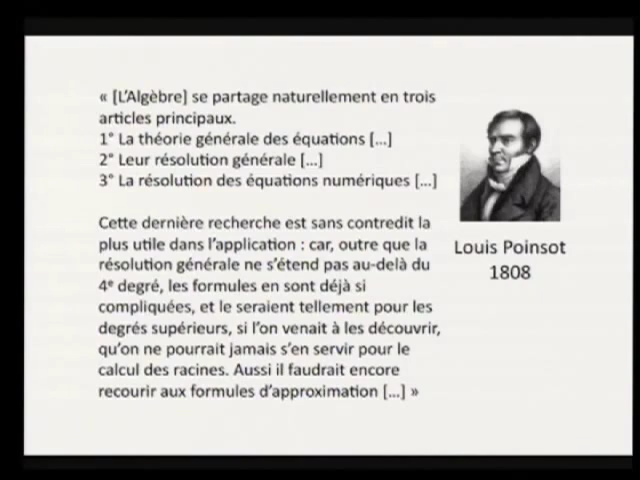 « [L'Algèbre] se partage naturellement en trois
articles principaux.
1° La théorie générale des équations [...]
2° Leur résolution générale [...]
3° La résolution des équations numériques [...]
Cette dernière recherche est sans contredit la
plus utile dans l'application : car, outre que la
résolution générale ne s'étend pas au-delà du
4e degré, les formules en sont déjà si
compliquées, et le seraient tellement pour les
degrés supérieurs, si l'on venait à les découvrir,
qu'on ne pourrait jamais s'en servir pour le
calcul des racines. Aussi il faudrait encore
recourir aux formules d'approximation [...] »
Louis Poinsot
1808